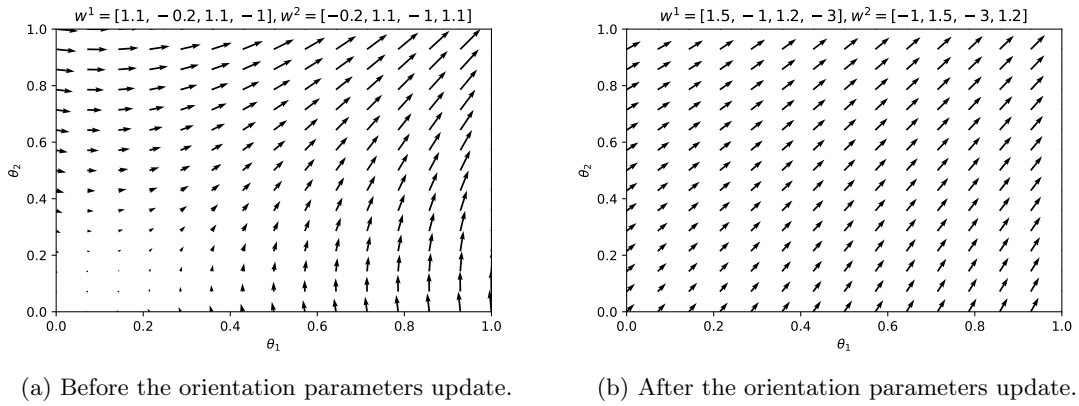 w¹ = [1.1, −0.2, 1.1, −1], w² = [−0.2, 1.1, −1, 1.1]
1.0
0.8
0.6
0.4
0.2
0.0
θ₂
0.0 0.2 0.4 0.6 0.8 1.0
θ₁
(a) Before the orientation parameters update.
w¹ = [1.5, −1, 1.2, −3], w² = [−1, 1.5, −3, 1.2]
1.0
0.8
0.6
0.4
0.2
0.0
θ₂
0.0 0.2 0.4 0.6 0.8 1.0
θ₁
(b) After the orientation parameters update.